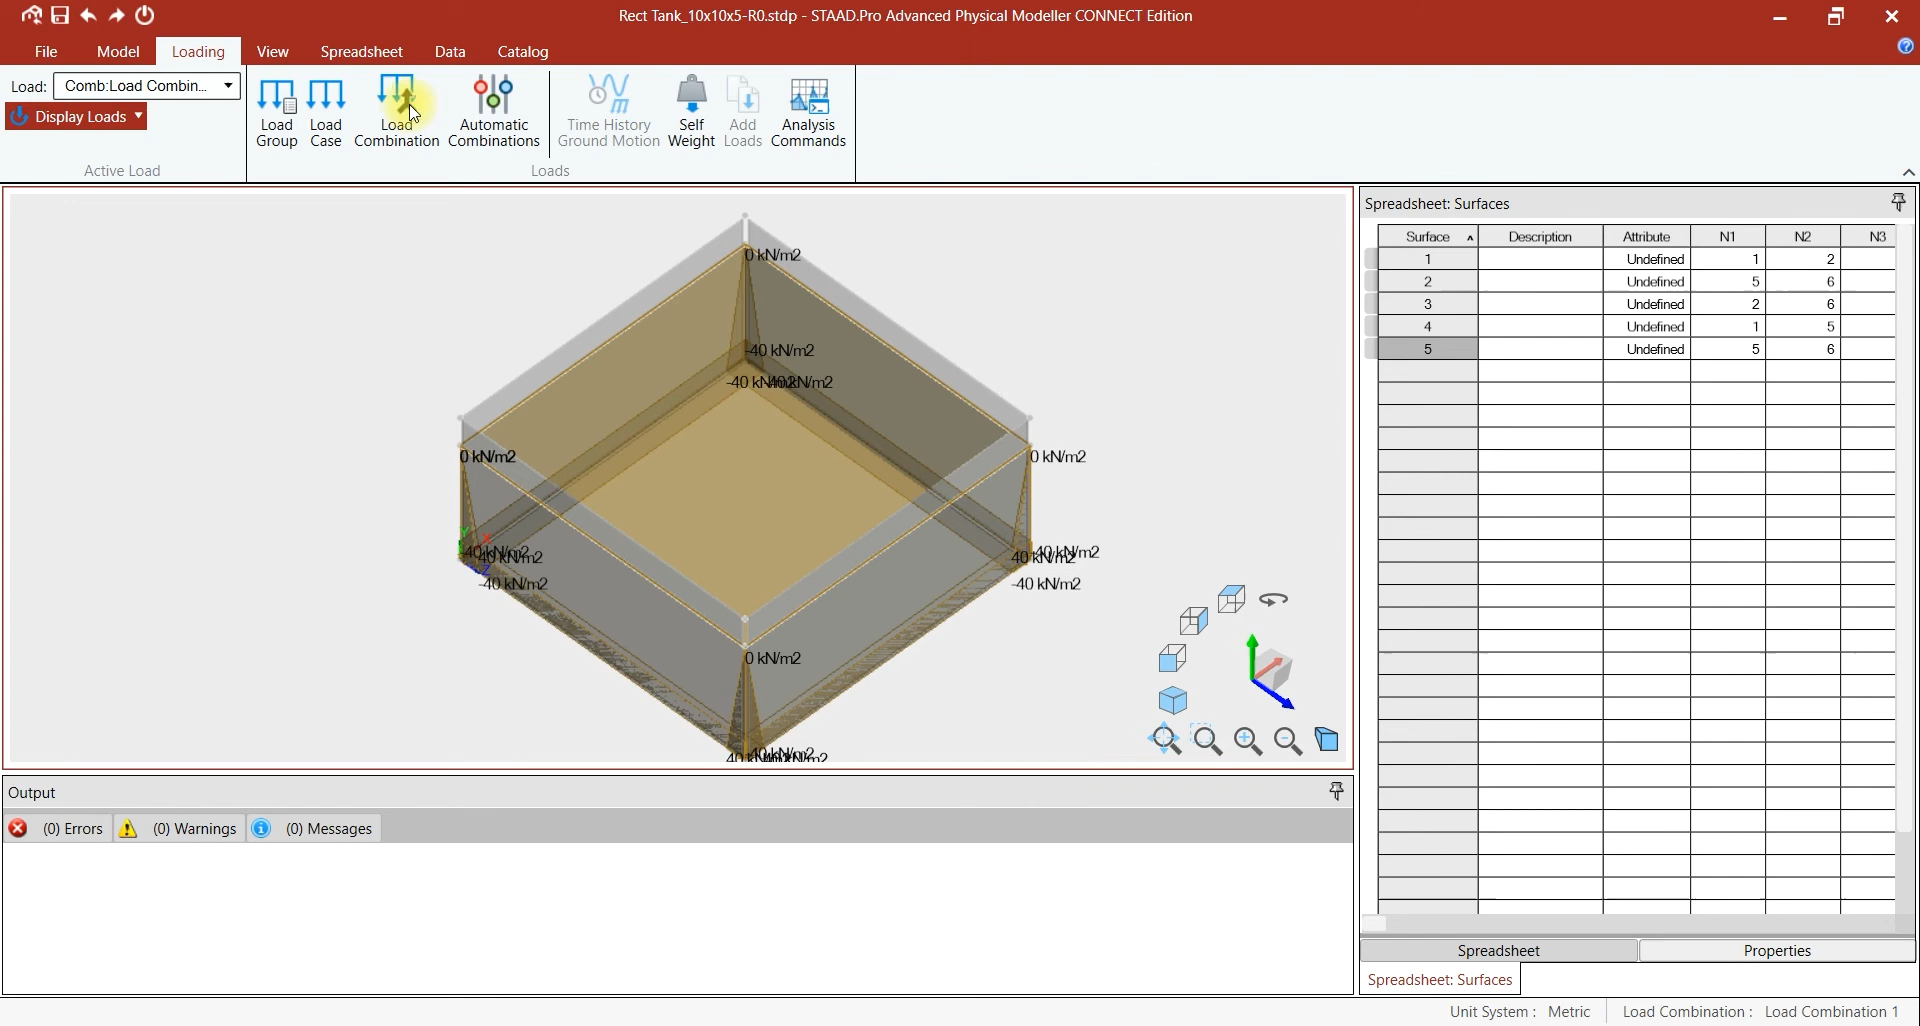 Rect Tank_10x10x5-R0.stdp - STAAD.Pro Advanced Physical Modeller CONNECT Edition
File Model Loading View Spreadsheet Data Catalog
Load: Comb:Load Combin...
Display Loads
Active Load
Load Group
Load Case
Load Combination
Automatic Combinations
Time History Ground Motion
Self Weight
Add Loads
Analysis Commands
Loads
0 kN/m2
-40 kN/m2
0 kN/m2
0 kN/m2
-40 kN/m2
-40 kN/m2
0 kN/m2
Y
X
Z
Spreadsheet: Surfaces
Surface Description Attribute N1 N2 N3
1 Undefined 1 2
2 Undefined 5 6
3 Undefined 2 6
4 Undefined 1 5
5 Undefined 5 6
Spreadsheet Properties
Spreadsheet: Surfaces
Output
(0) Errors (0) Warnings (0) Messages
Unit System : Metric Load Combination : Load Combination 1